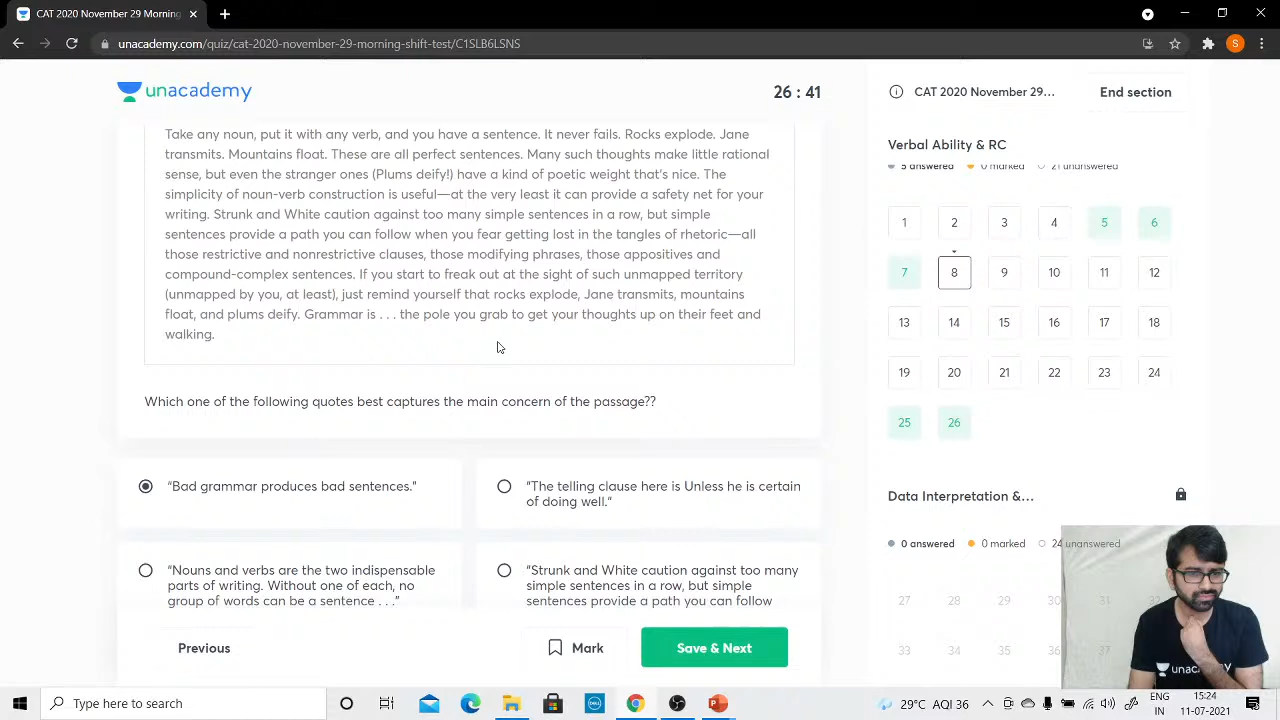 CAT 2020 November 29 Morning
unacademy.com/quiz/cat-2020-november-29-morning-shift-test/C1SLB6LSNS
S
unacademy
26 : 41
CAT 2020 November 29...
End section
Take any noun, put it with any verb, and you have a sentence. It never fails. Rocks explode. Jane
transmits. Mountains float. These are all perfect sentences. Many such thoughts make little rational
sense, but even the stranger ones (Plums deify!) have a kind of poetic weight that's nice. The
simplicity of noun-verb construction is useful—at the very least it can provide a safety net for your
writing. Strunk and White caution against too many simple sentences in a row, but simple
sentences provide a path you can follow when you fear getting lost in the tangles of rhetoric—all
those restrictive and nonrestrictive clauses, those modifying phrases, those appositives and
compound-complex sentences. If you start to freak out at the sight of such unmapped territory
(unmapped by you, at least), just remind yourself that rocks explode, Jane transmits, mountains
float, and plums deify. Grammar is . . . the pole you grab to get your thoughts up on their feet and
walking.
Which one of the following quotes best captures the main concern of the passage??
"Bad grammar produces bad sentences."
"The telling clause here is Unless he is certain
of doing well."
"Nouns and verbs are the two indispensable
parts of writing. Without one of each, no
group of words can be a sentence . . ."
"Strunk and White caution against too many
simple sentences in a row, but simple
sentences provide a path you can follow
Previous
Mark
Save & Next
Verbal Ability & RC
5 answered 0 marked 21 unanswered
1 2 3 4 5 6
7 8 9 10 11 12
13 14 15 16 17 18
19 20 21 22 23 24
25 26
Data Interpretation &...
0 answered 0 marked 24 unanswered
27 28 29 30 31 32
33 34 35 36 37
unac
Type here to search
DELL
29°C AQI 36
ENG
IN
15:24
11-07-2021